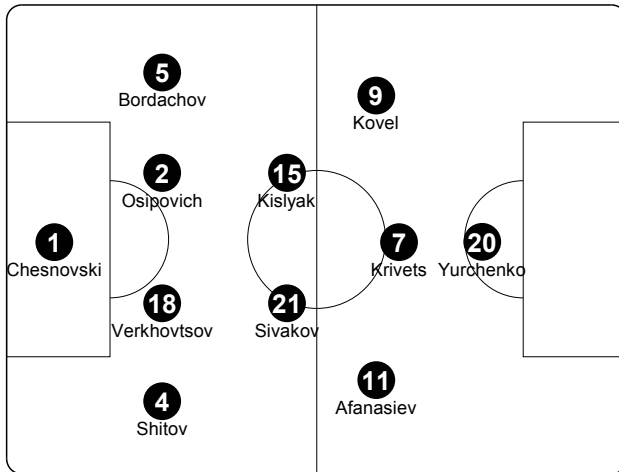 5
Bordachov
9
Kovel
2
Osipovich
15
Kislyak
1
Chesnovski
7
Krivets
20
Yurchenko
18
Verkhovtsov
21
Sivakov
11
Afanasiev
4
Shitov